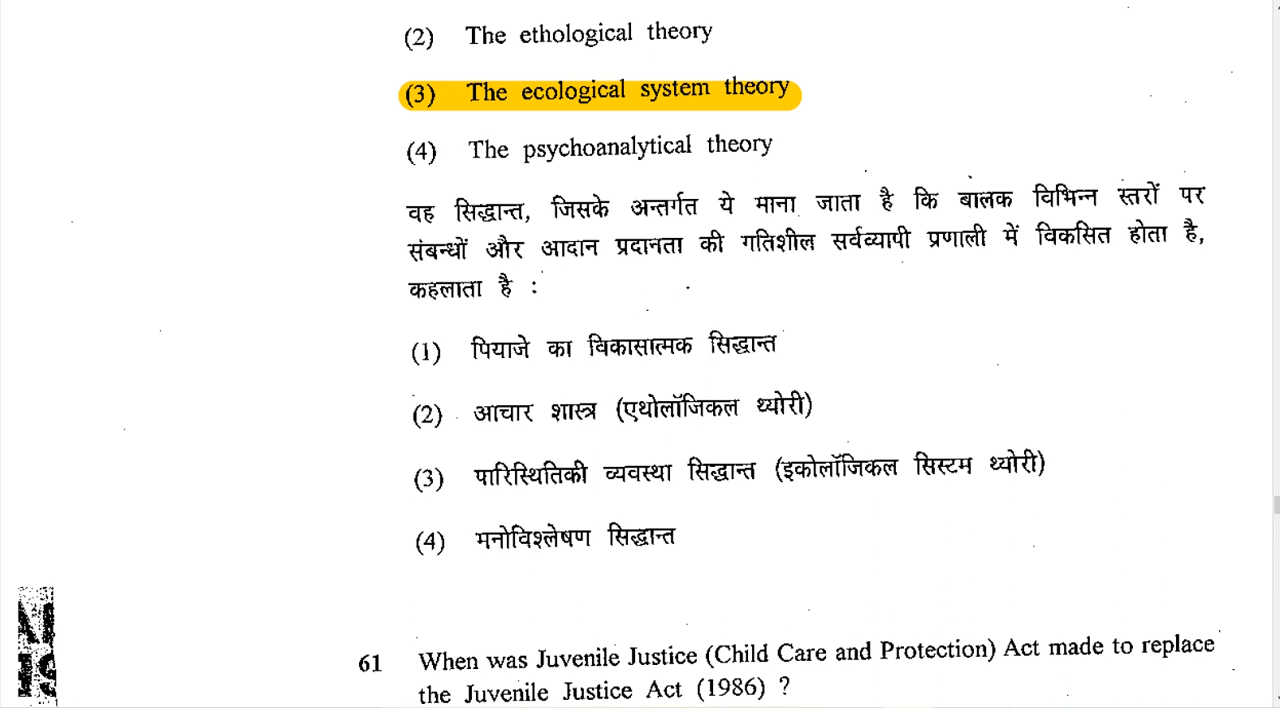 (2) The ethological theory
(3) The ecological system theory
(4) The psychoanalytical theory
वह सिद्धान्त, जिसके अन्तर्गत ये माना जाता है कि बालक विभिन्न स्तरों पर
संबन्धों और आदान प्रदानता की गतिशील सर्वव्यापी प्रणाली में विकसित होता है,
कहलाता है :
(1) पियाजे का विकासात्मक सिद्धान्त
(2) आचार शास्त्र (एथोलॉजिकल थ्योरी)
(3) पारिस्थितिकी व्यवस्था सिद्धान्त (इकोलॉजिकल सिस्टम थ्योरी)
(4) मनोविश्लेषण सिद्धान्त
61 When was Juvenile Justice (Child Care and Protection) Act made to replace
the Juvenile Justice Act (1986) ?